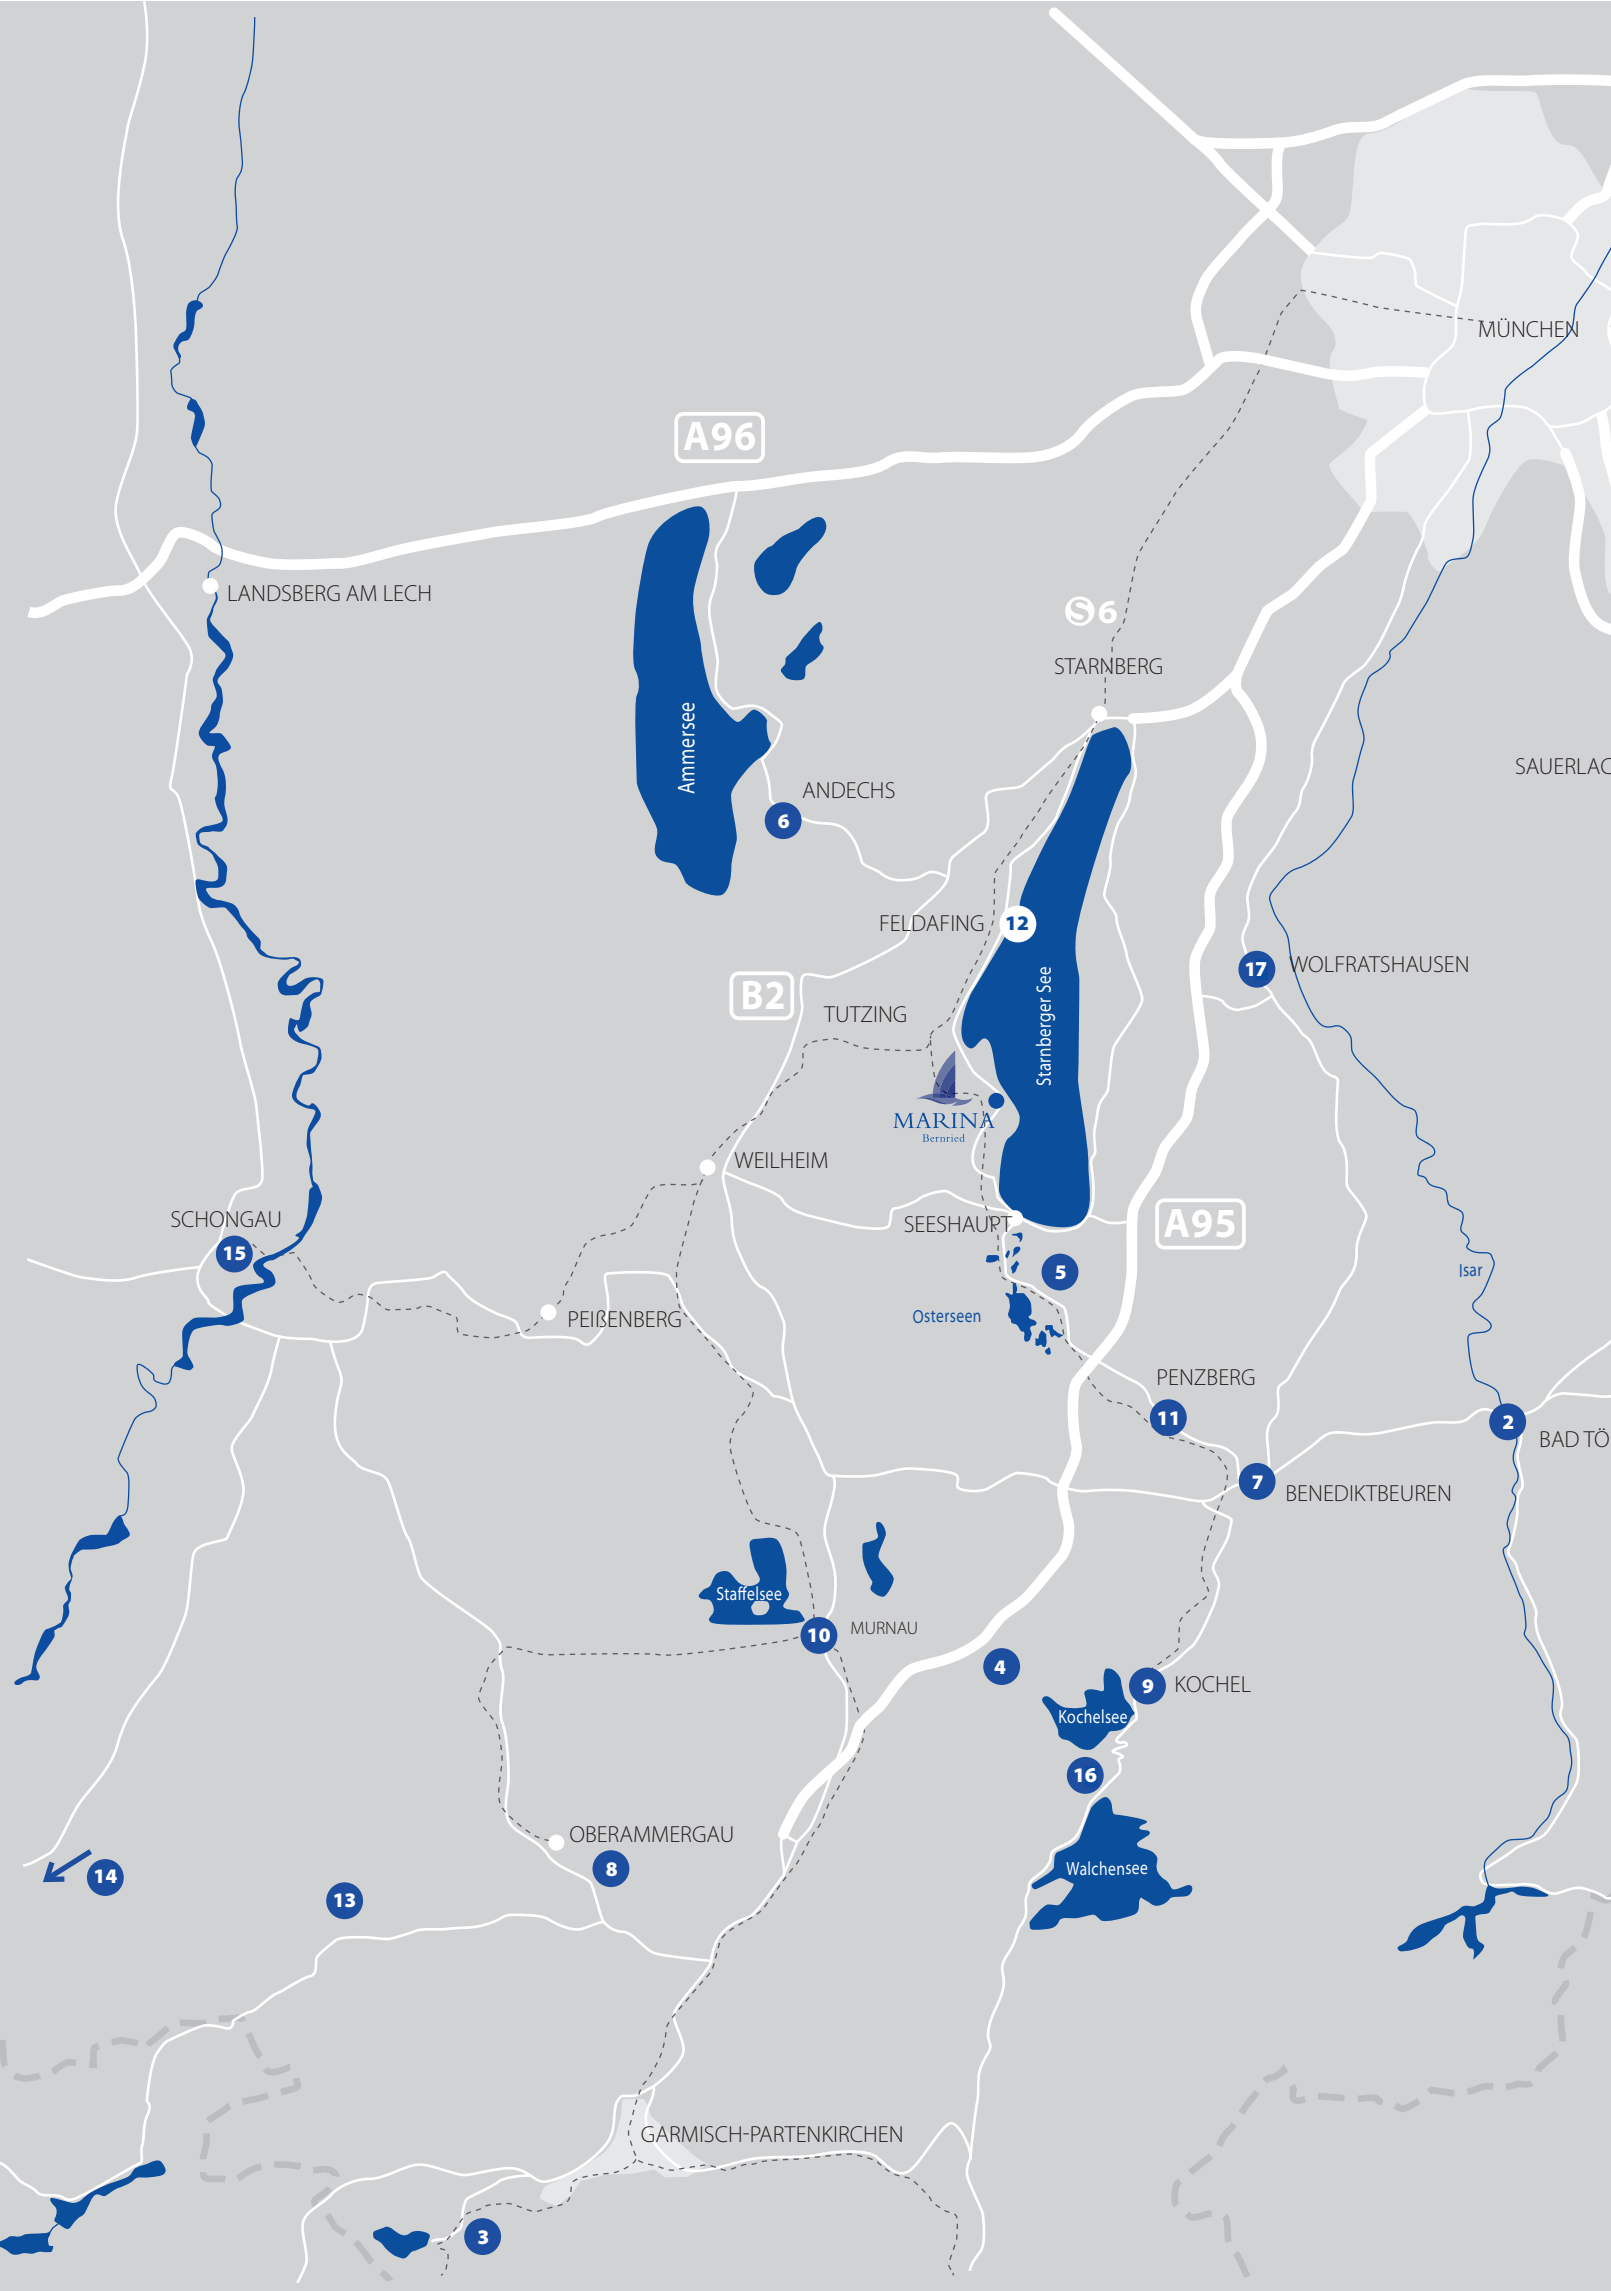 MÜNCHEN
A96
LANDSBERG AM LECH
S6
STARNBERG
Ammersee
SAUERLAC
ANDECHS
6
FELDAFING
12
17
WOLFRATSHAUSEN
Starnberger See
B2
TUTZING
MARINA
Bernried
WEILHEIM
SCHONGAU
15
SEESHAUPT
A95
5
Isar
Osterseen
PEIßENBERG
PENZBERG
11
2
BAD TÖ
7
BENEDIKTBEUREN
Staffelsee
10
MURNAU
4
9
KOCHEL
Kochelsee
16
OBERAMMERGAU
8
Walchensee
14
13
GARMISCH-PARTENKIRCHEN
3